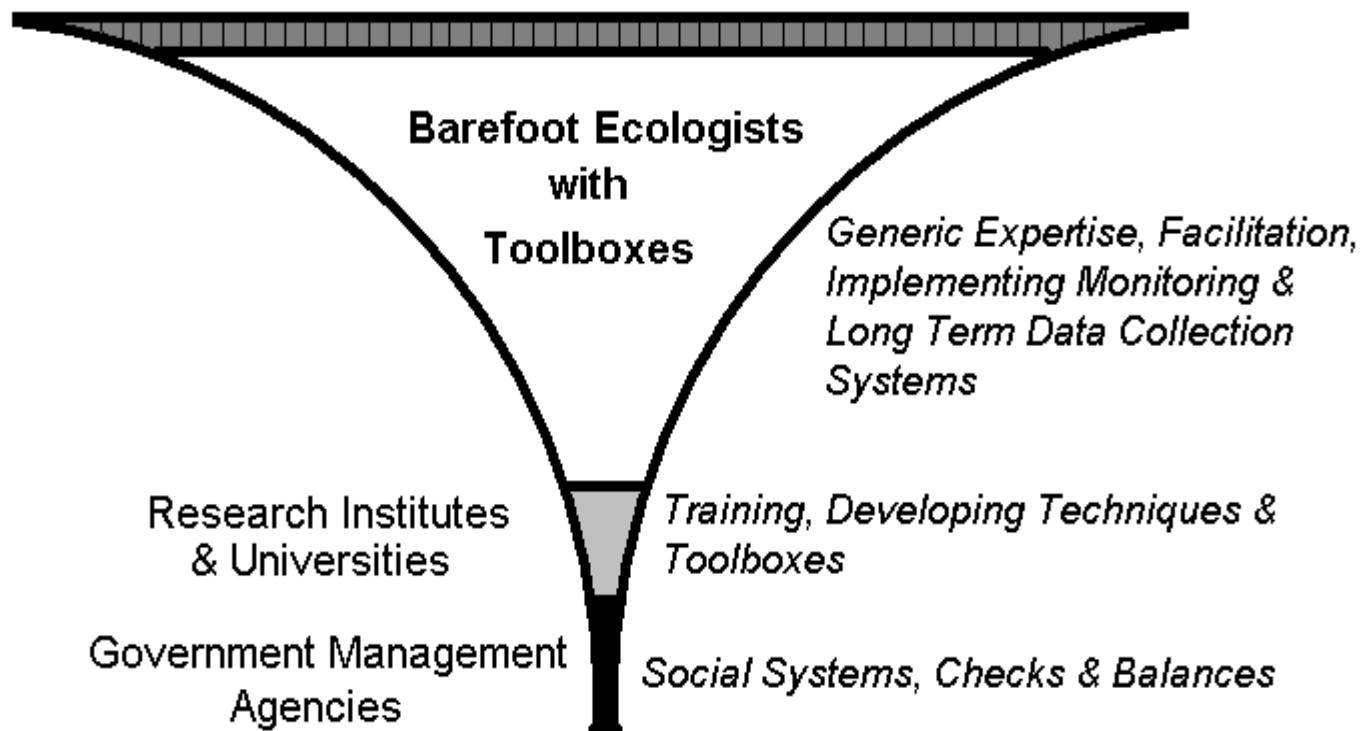 Barefoot Ecologists
with
Toolboxes
Generic Expertise, Facilitation,
Implementing Monitoring &
Long Term Data Collection
Systems
Research Institutes
& Universities
Training, Developing Techniques &
Toolboxes
Government Management
Agencies
Social Systems, Checks & Balances